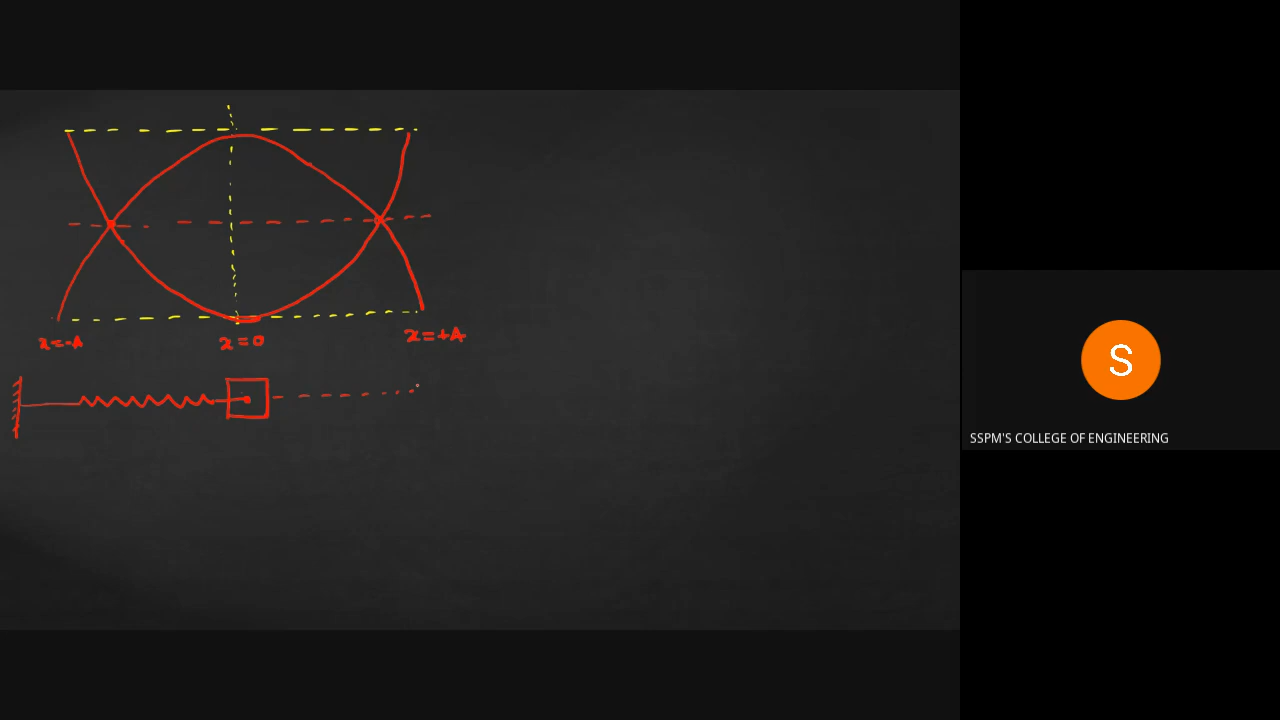 x=-A
x=0
x=+A
S
SSPM'S COLLEGE OF ENGINEERING